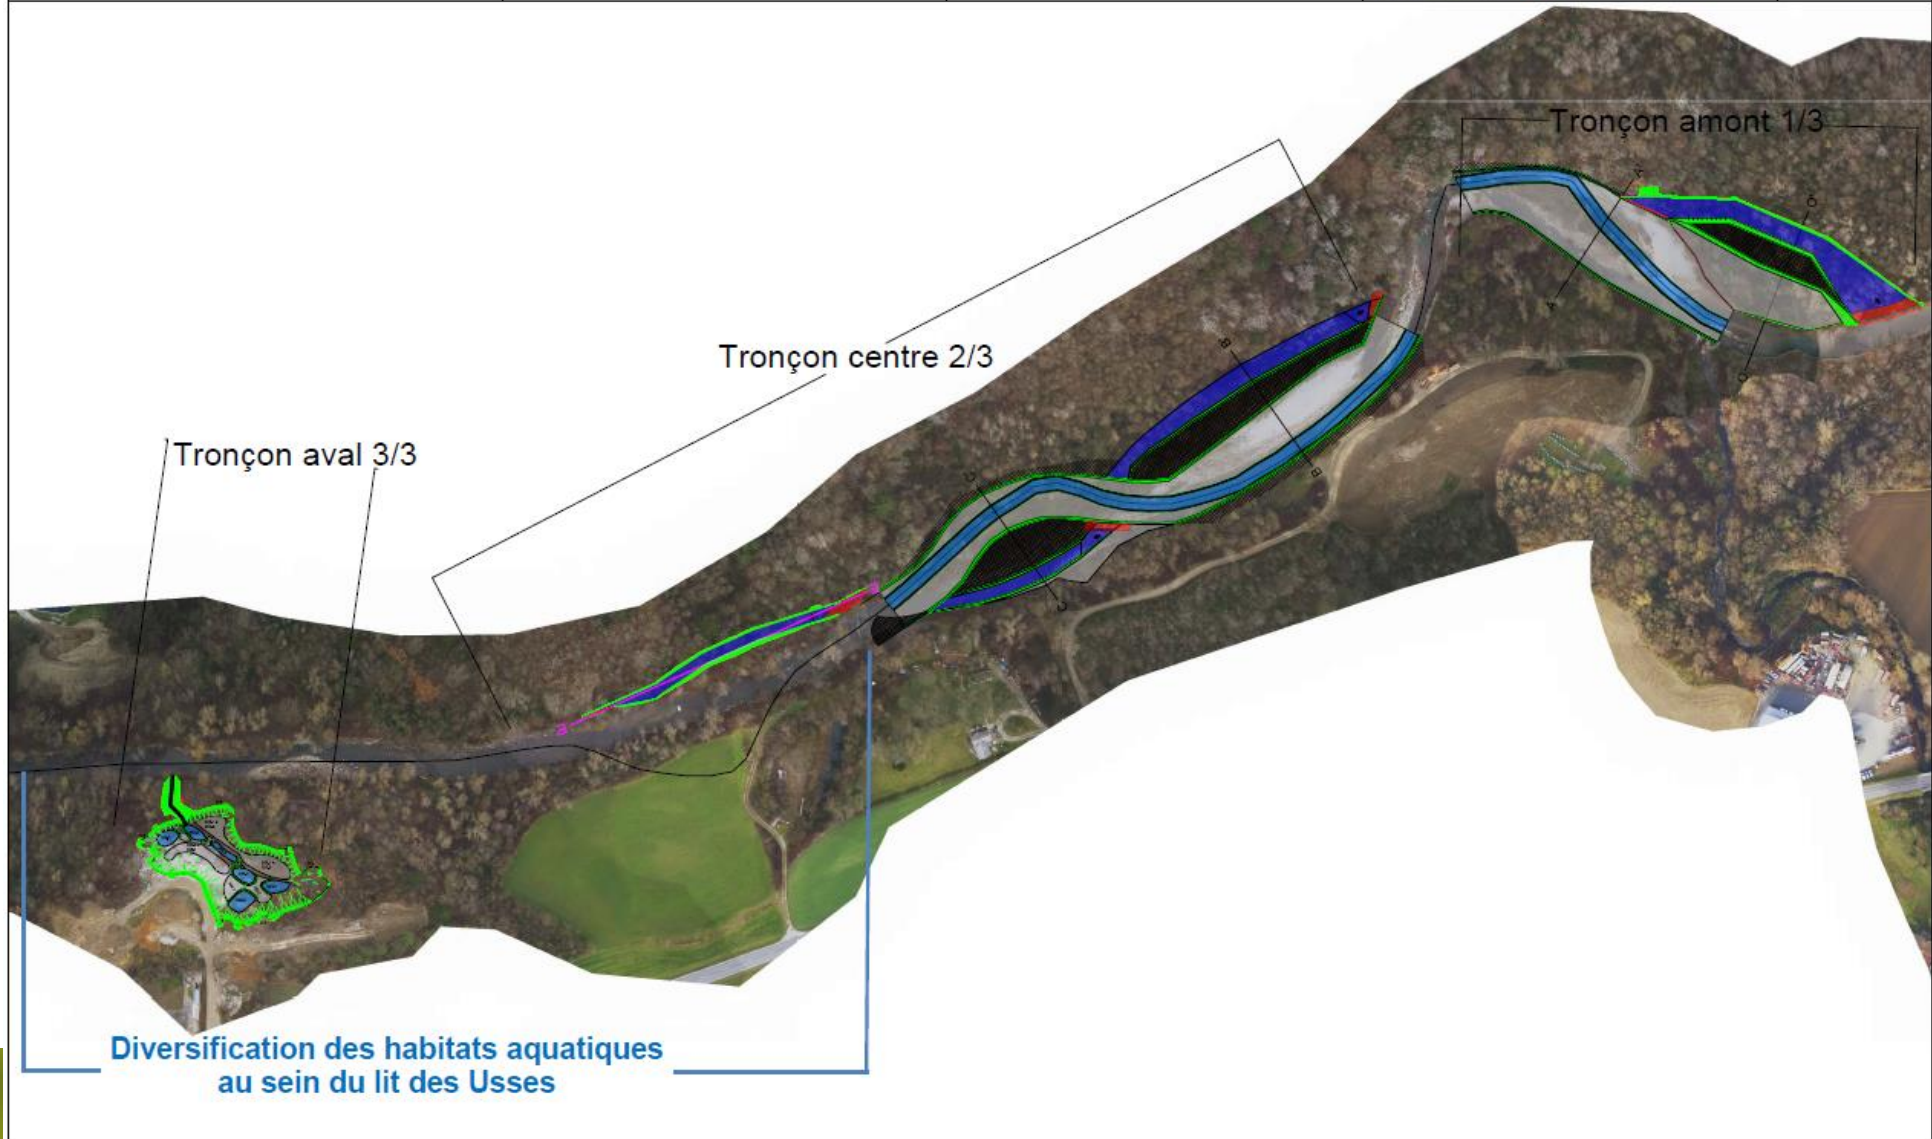 Tronçon amont 1/3
Tronçon centre 2/3
Tronçon aval 3/3
A
A
B
B
C
C
Diversification des habitats aquatiques
au sein du lit des Usses